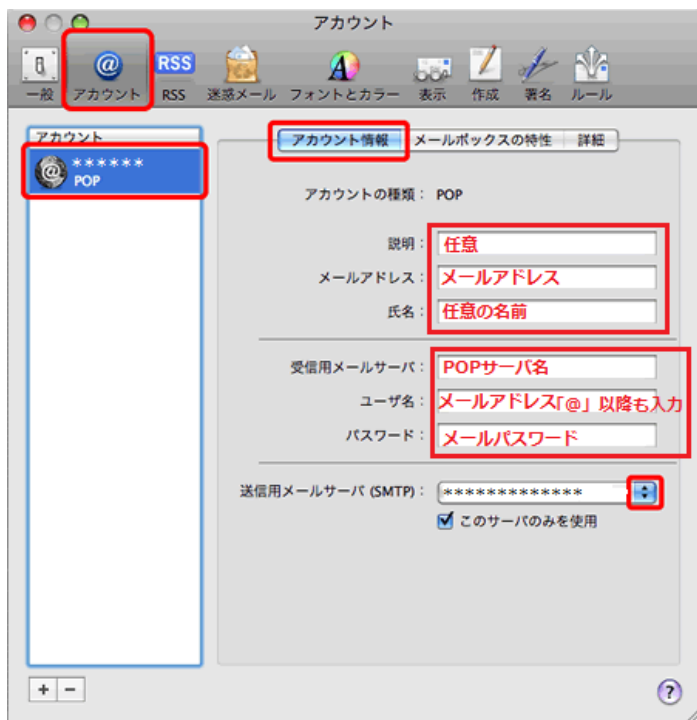 アカウント
RSS
一般 アカウント RSS 迷惑メール フォントとカラー 表示 作成 署名 ルール
アカウント
******
POP
アカウント情報 メールボックスの特性 詳細
アカウントの種類： POP
説明： 任意
メールアドレス： メールアドレス
氏名： 任意の名前
受信用メールサーバ： POPサーバ名
ユーザ名： メールアドレス「@」以降も入力
パスワード： メールパスワード
送信用メールサーバ (SMTP)： *************
このサーバのみを使用
+ − ?